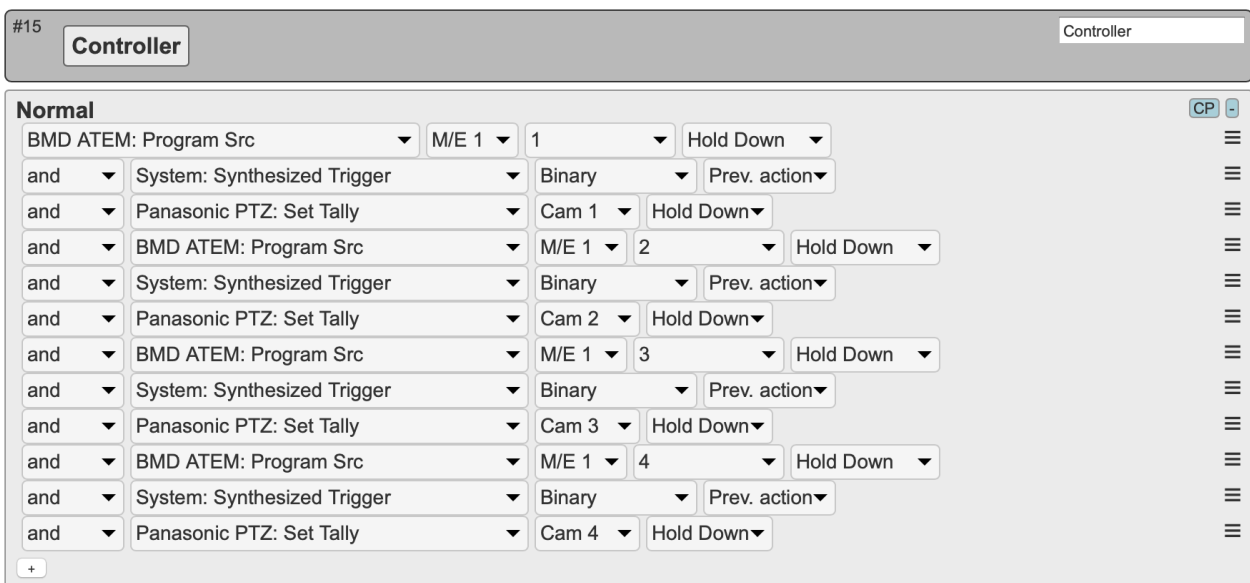 #15
Controller
Controller
Normal
CP -
BMD ATEM: Program Src M/E 1 1 Hold Down
and System: Synthesized Trigger Binary Prev. action
and Panasonic PTZ: Set Tally Cam 1 Hold Down
and BMD ATEM: Program Src M/E 1 2 Hold Down
and System: Synthesized Trigger Binary Prev. action
and Panasonic PTZ: Set Tally Cam 2 Hold Down
and BMD ATEM: Program Src M/E 1 3 Hold Down
and System: Synthesized Trigger Binary Prev. action
and Panasonic PTZ: Set Tally Cam 3 Hold Down
and BMD ATEM: Program Src M/E 1 4 Hold Down
and System: Synthesized Trigger Binary Prev. action
and Panasonic PTZ: Set Tally Cam 4 Hold Down
+